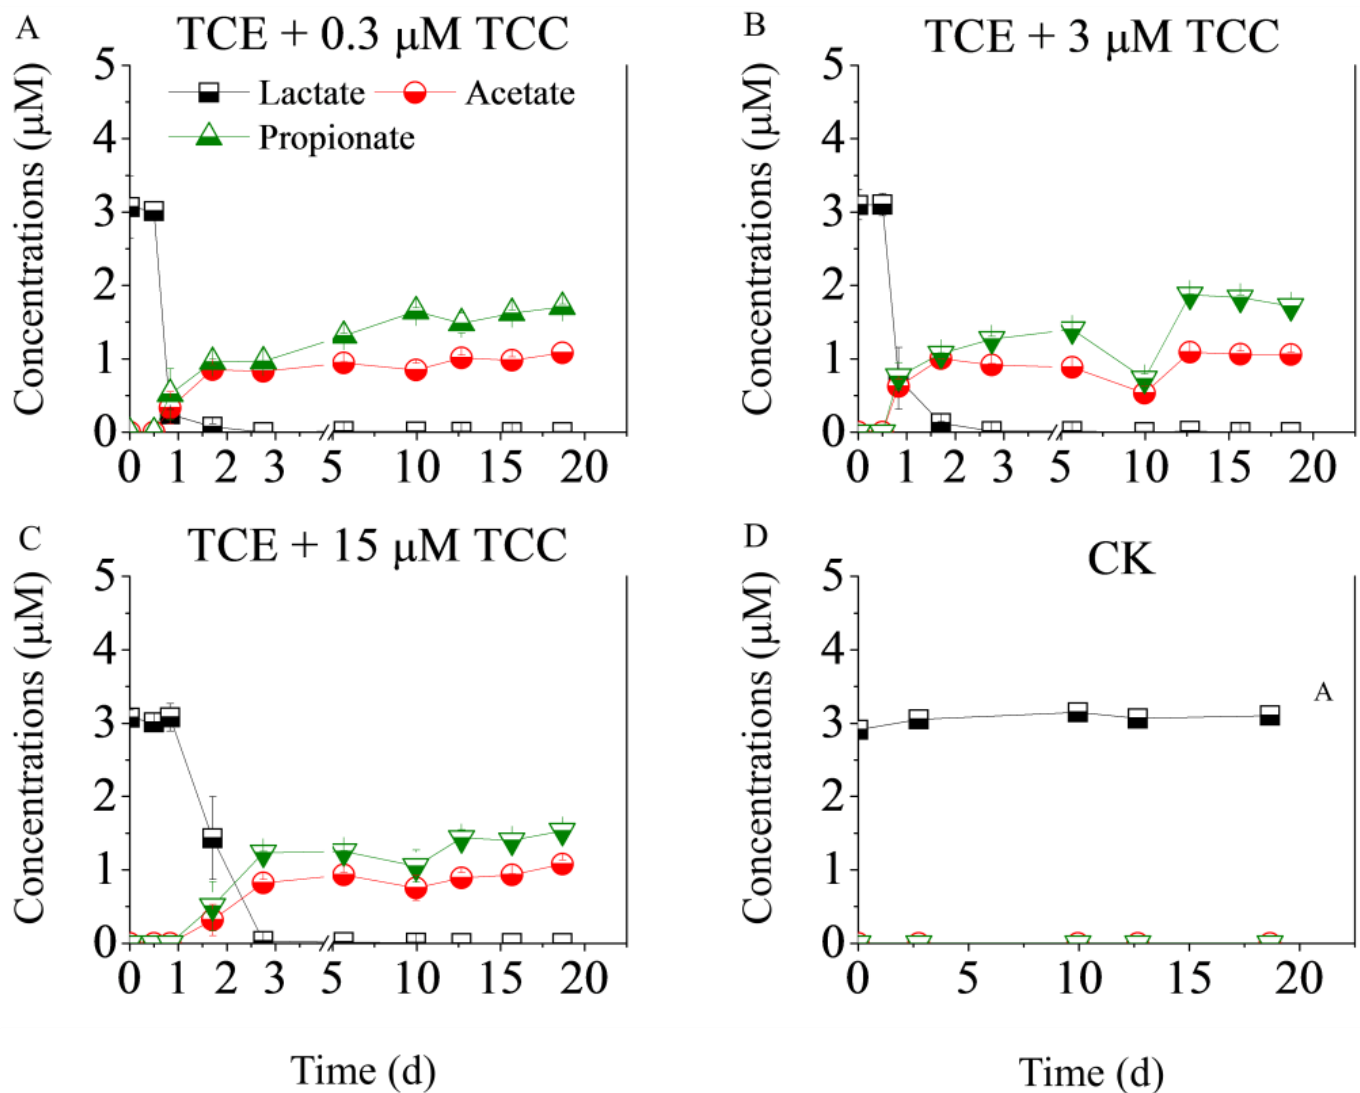 A
TCE + 0.3 μM TCC
Concentrations (μM)
5
4
3
2
1
0
Lactate
Acetate
Propionate
0 1 2 3 5 10 15 20
B
TCE + 3 μM TCC
Concentrations (μM)
5
4
3
2
1
0
0 1 2 3 5 10 15 20
C
TCE + 15 μM TCC
Concentrations (μM)
5
4
3
2
1
0
0 1 2 3 5 10 15 20
Time (d)
D
CK
Concentrations (μM)
5
4
3
2
1
0
A
0 5 10 15 20
Time (d)